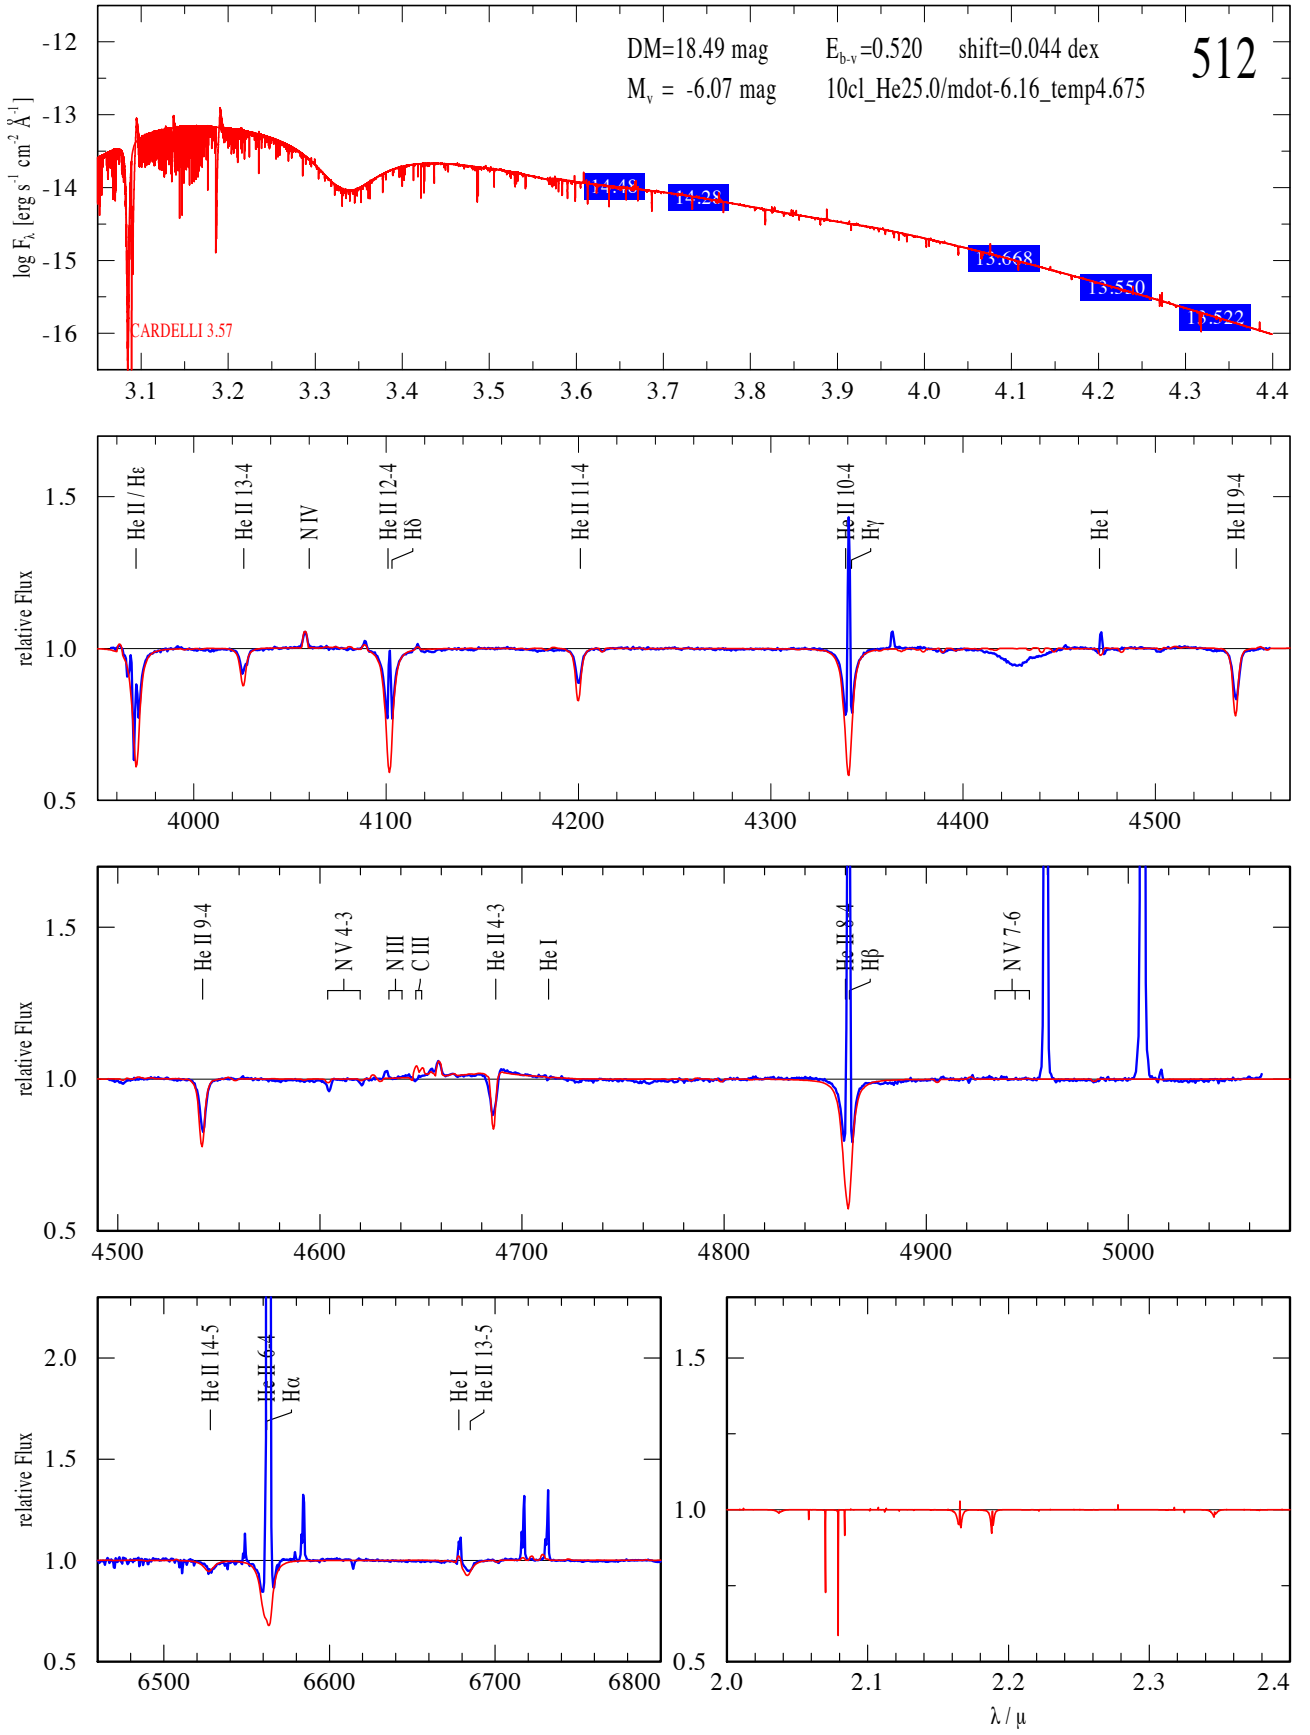 DM=18.49 mag E_b-v=0.520 shift=0.044 dex 512
M_v = -6.07 mag 10cl_He25.0/mdot-6.16_temp4.675
log F_λ [erg s⁻¹ cm⁻² Å⁻¹]
-12
-13
-14
-15
-16
14.48 14.28 13.668 13.550 13.522
CARDELLI 3.57
3.1 3.2 3.3 3.4 3.5 3.6 3.7 3.8 3.9 4.0 4.1 4.2 4.3 4.4
relative Flux
1.5
1.0
0.5
He II / Hε
He II 13-4
N IV
He II 12-4
Hδ
He II 11-4
He II 10-4
Hγ
He I
He II 9-4
4000 4100 4200 4300 4400 4500
relative Flux
1.5
1.0
0.5
He II 9-4
N V 4-3
N III
C III
He II 4-3
He I
He II 8-4
Hβ
N V 7-6
4500 4600 4700 4800 4900 5000
relative Flux
2.0
1.5
1.0
0.5
He II 14-5
He II 6-4
Hα
He I
He II 13-5
6500 6600 6700 6800
1.5
1.0
0.5
2.0 2.1 2.2 2.3 2.4
λ / μ